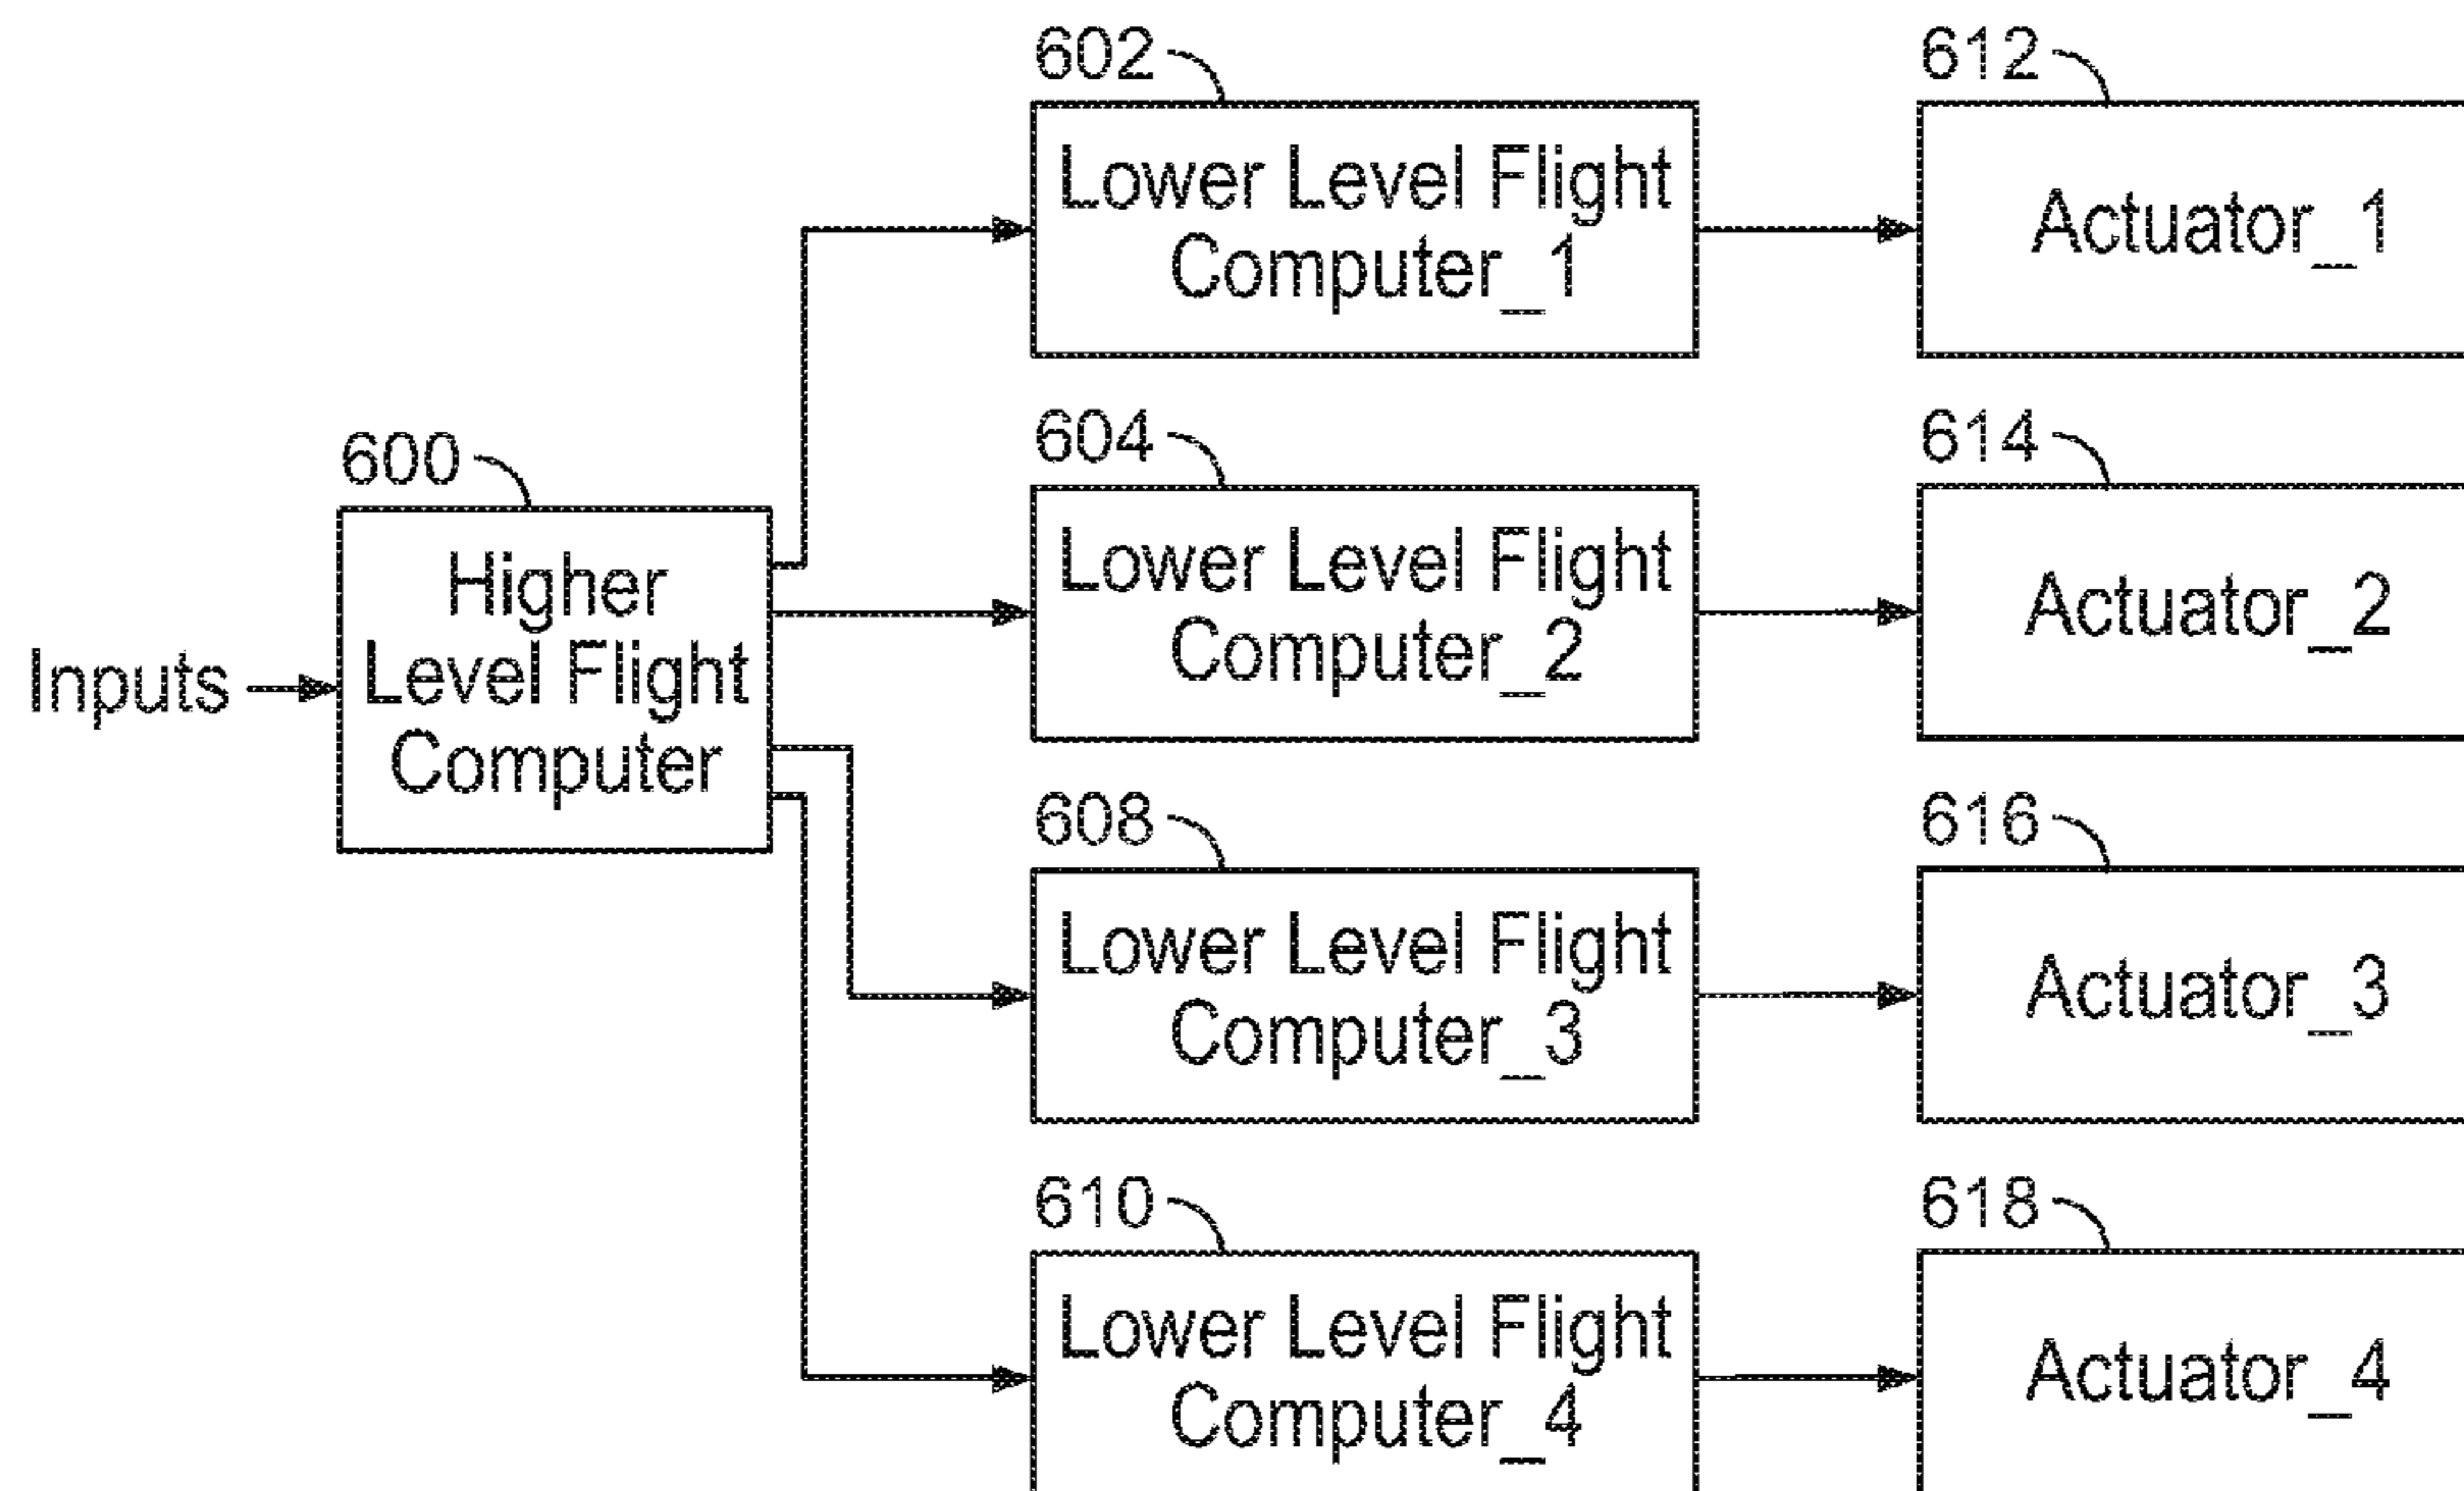 602
612
Lower Level Flight
Computer_1
Actuator_1
604
614
600
Lower Level Flight
Computer_2
Actuator_2
Higher
Level Flight
Computer
Inputs
608
616
Lower Level Flight
Computer_3
Actuator_3
610
618
Lower Level Flight
Computer_4
Actuator_4